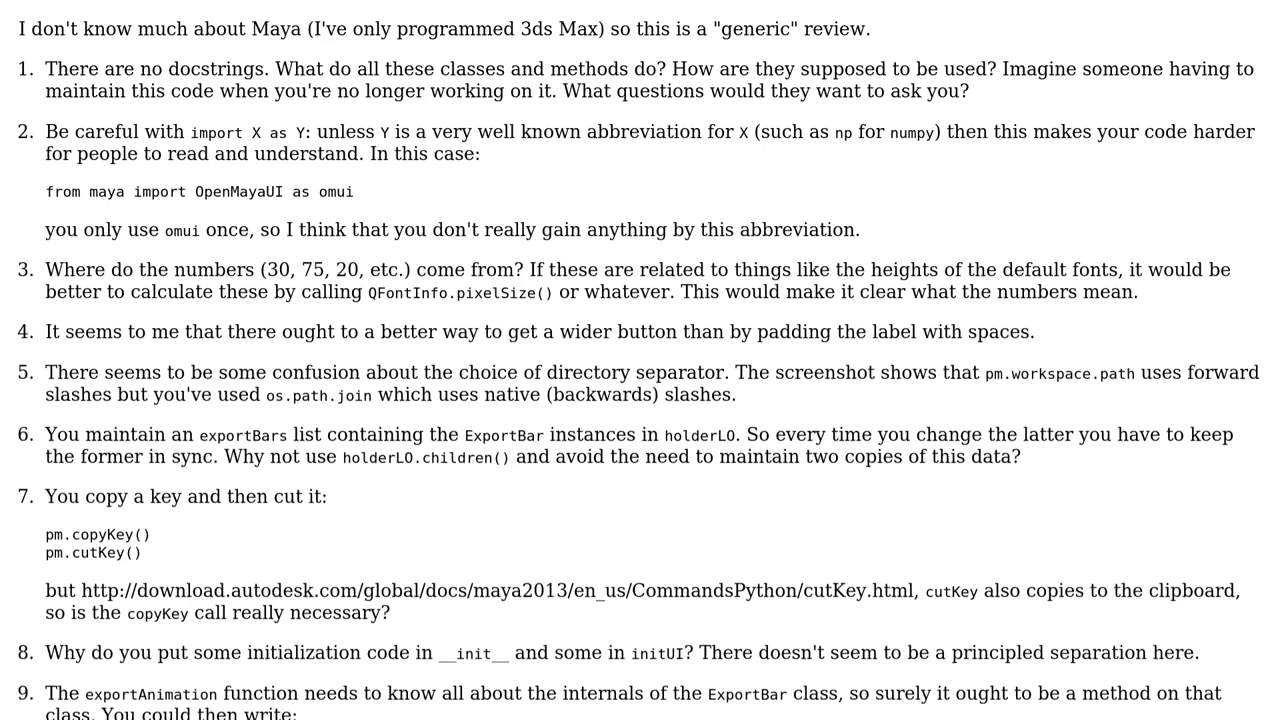 I don't know much about Maya (I've only programmed 3ds Max) so this is a "generic" review.
1. There are no docstrings. What do all these classes and methods do? How are they supposed to be used? Imagine someone having to
maintain this code when you're no longer working on it. What questions would they want to ask you?
2. Be careful with import X as Y: unless Y is a very well known abbreviation for X (such as np for numpy) then this makes your code harder
for people to read and understand. In this case:
from maya import OpenMayaUI as omui
you only use omui once, so I think that you don't really gain anything by this abbreviation.
3. Where do the numbers (30, 75, 20, etc.) come from? If these are related to things like the heights of the default fonts, it would be
better to calculate these by calling QFontInfo.pixelSize() or whatever. This would make it clear what the numbers mean.
4. It seems to me that there ought to a better way to get a wider button than by padding the label with spaces.
5. There seems to be some confusion about the choice of directory separator. The screenshot shows that pm.workspace.path uses forward
slashes but you've used os.path.join which uses native (backwards) slashes.
6. You maintain an exportBars list containing the ExportBar instances in holderLO. So every time you change the latter you have to keep
the former in sync. Why not use holderLO.children() and avoid the need to maintain two copies of this data?
7. You copy a key and then cut it:
pm.copyKey()
pm.cutKey()
but http://download.autodesk.com/global/docs/maya2013/en_us/CommandsPython/cutKey.html, cutKey also copies to the clipboard,
so is the copyKey call really necessary?
8. Why do you put some initialization code in __init__ and some in initUI? There doesn't seem to be a principled separation here.
9. The exportAnimation function needs to know all about the internals of the ExportBar class, so surely it ought to be a method on that
class. You could then write: